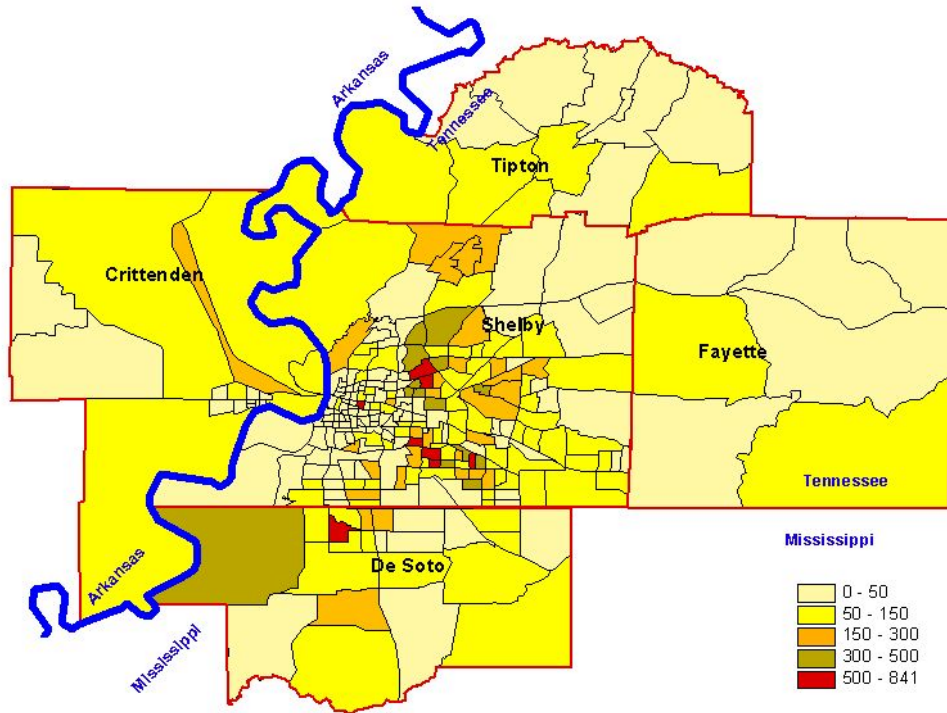 Arkansas
Tennessee
Tipton
Crittenden
Shelby
Fayette
Tennessee
Mississippi
De Soto
Arkansas
Mississippi
0 - 50
50 - 150
150 - 300
300 - 500
500 - 841